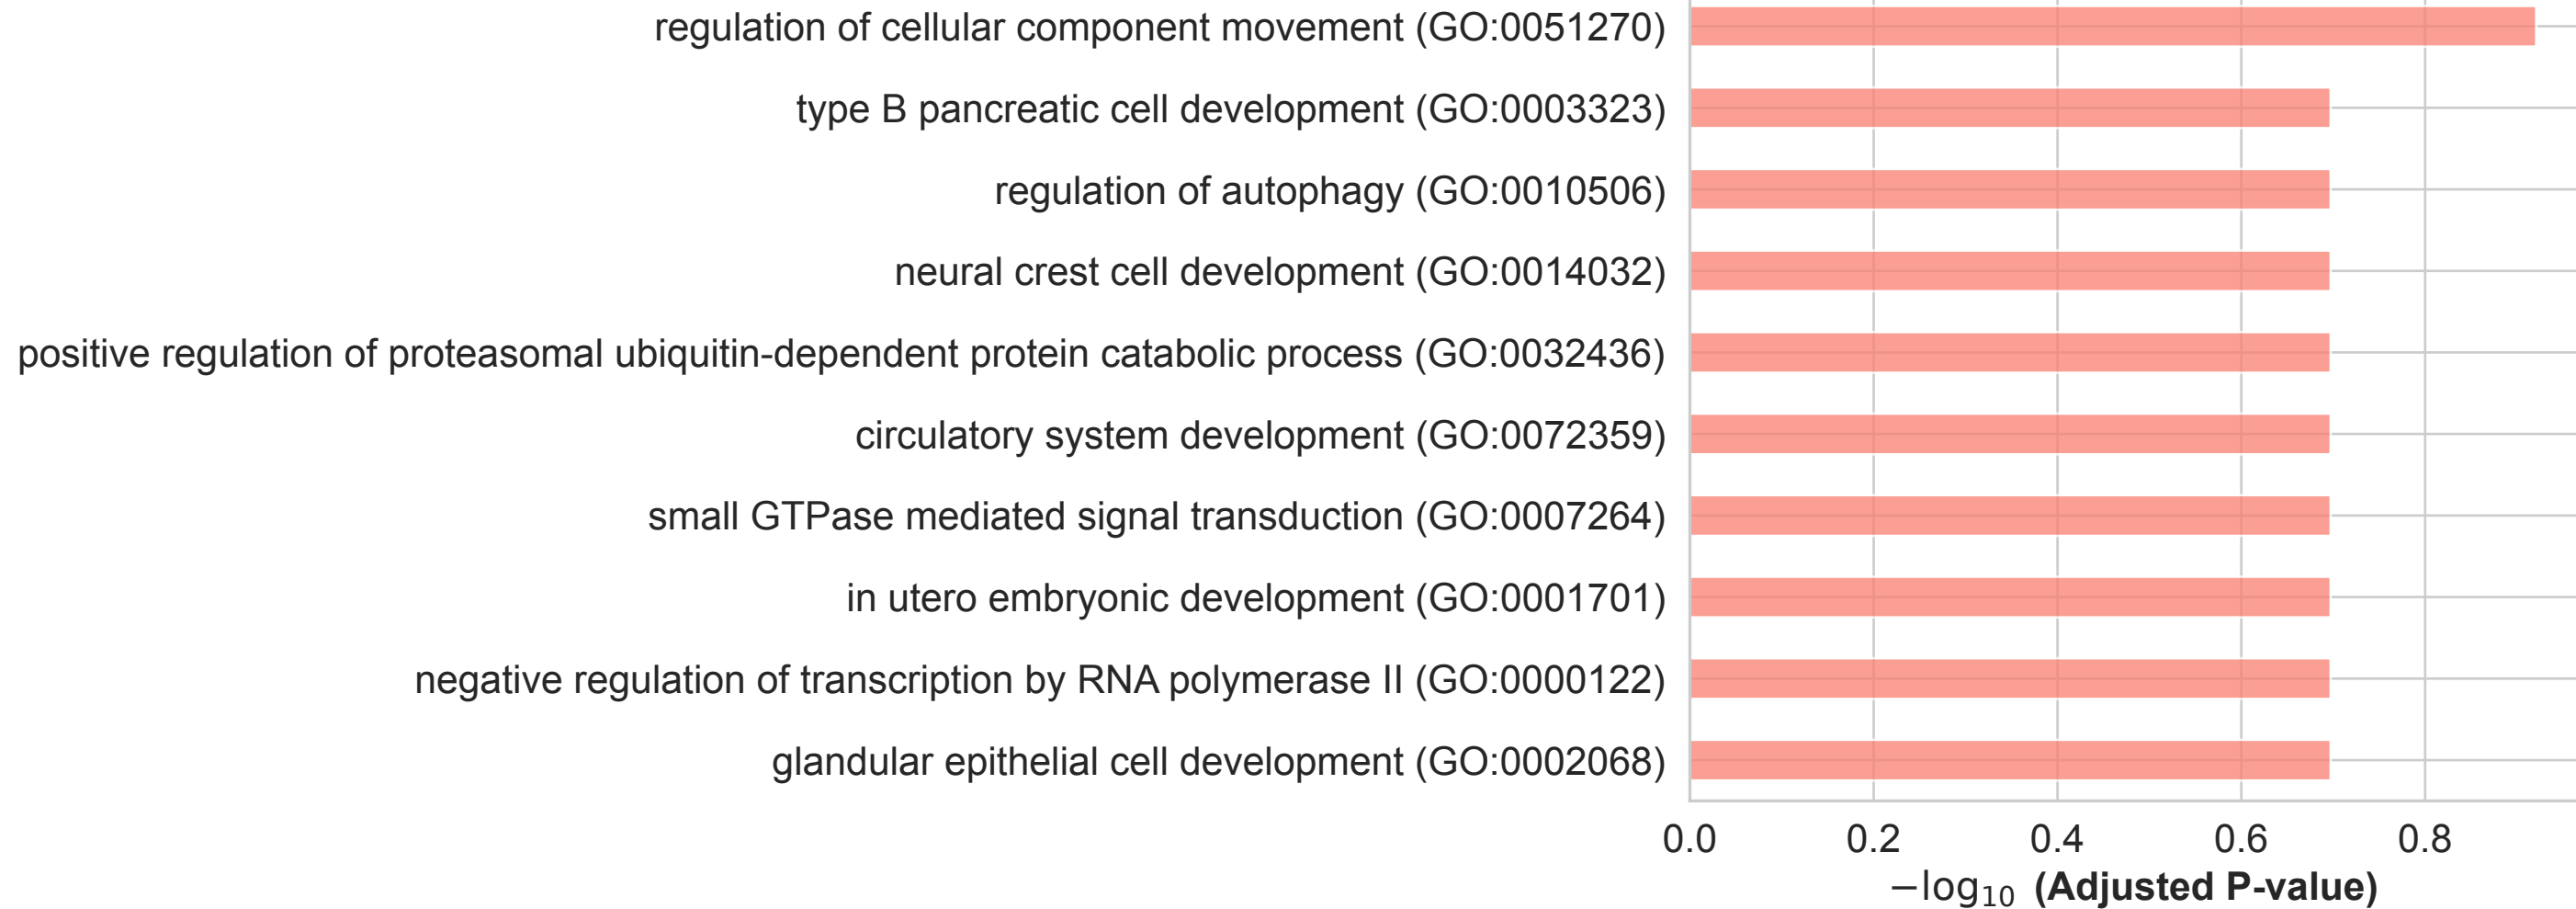 regulation of cellular component movement (GO:0051270)
type B pancreatic cell development (GO:0003323)
regulation of autophagy (GO:0010506)
neural crest cell development (GO:0014032)
positive regulation of proteasomal ubiquitin-dependent protein catabolic process (GO:0032436)
circulatory system development (GO:0072359)
small GTPase mediated signal transduction (GO:0007264)
in utero embryonic development (GO:0001701)
negative regulation of transcription by RNA polymerase II (GO:0000122)
glandular epithelial cell development (GO:0002068)
0.0 0.2 0.4 0.6 0.8
−log₁₀ (Adjusted P-value)